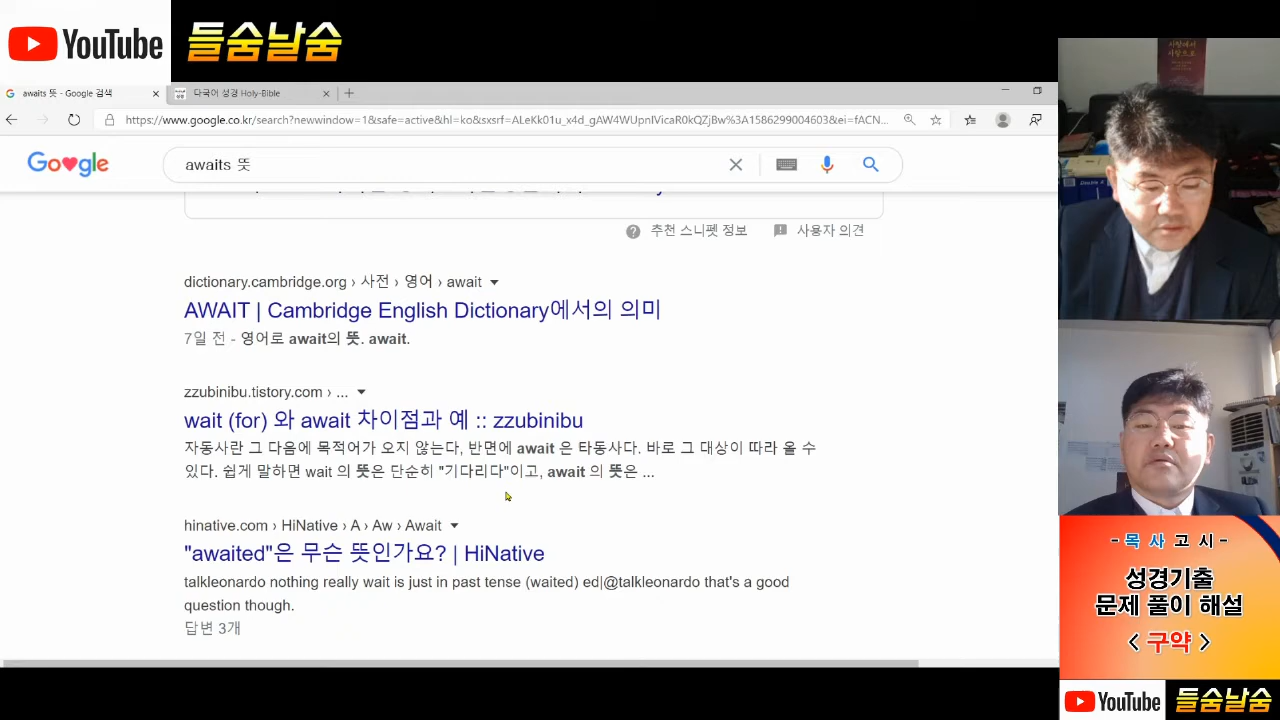 YouTube 들숨날숨
awaits 뜻 - Google 검색
다국어 성경 Holy-Bible
https://www.google.co.kr/search?newwindow=1&safe=active&hl=ko&sxsrf=ALeKk01u_x4d_gAW4WUpnIVicaR0kQZjBw%3A1586299004603&ei=fACN...
Google
awaits 뜻
추천 스니펫 정보 사용자 의견
dictionary.cambridge.org › 사전 › 영어 › await
AWAIT | Cambridge English Dictionary에서의 의미
7일 전 - 영어로 await의 뜻. await.
zzubinibu.tistory.com › ...
wait (for) 와 await 차이점과 예 :: zzubinibu
자동사란 그 다음에 목적어가 오지 않는다, 반면에 await 은 타동사다. 바로 그 대상이 따라 올 수
있다. 쉽게 말하면 wait 의 뜻은 단순히 "기다리다"이고, await 의 뜻은 ...
hinative.com › HiNative › A › Aw › Await
"awaited"은 무슨 뜻인가요? | HiNative
talkleonardo nothing really wait is just in past tense (waited) ed|@talkleonardo that's a good
question though.
답변 3개
사랑에서
사랑으로
- 목 사 고 시 -
성경기출
문제 풀이 해설
< 구약 >
YouTube 들숨날숨